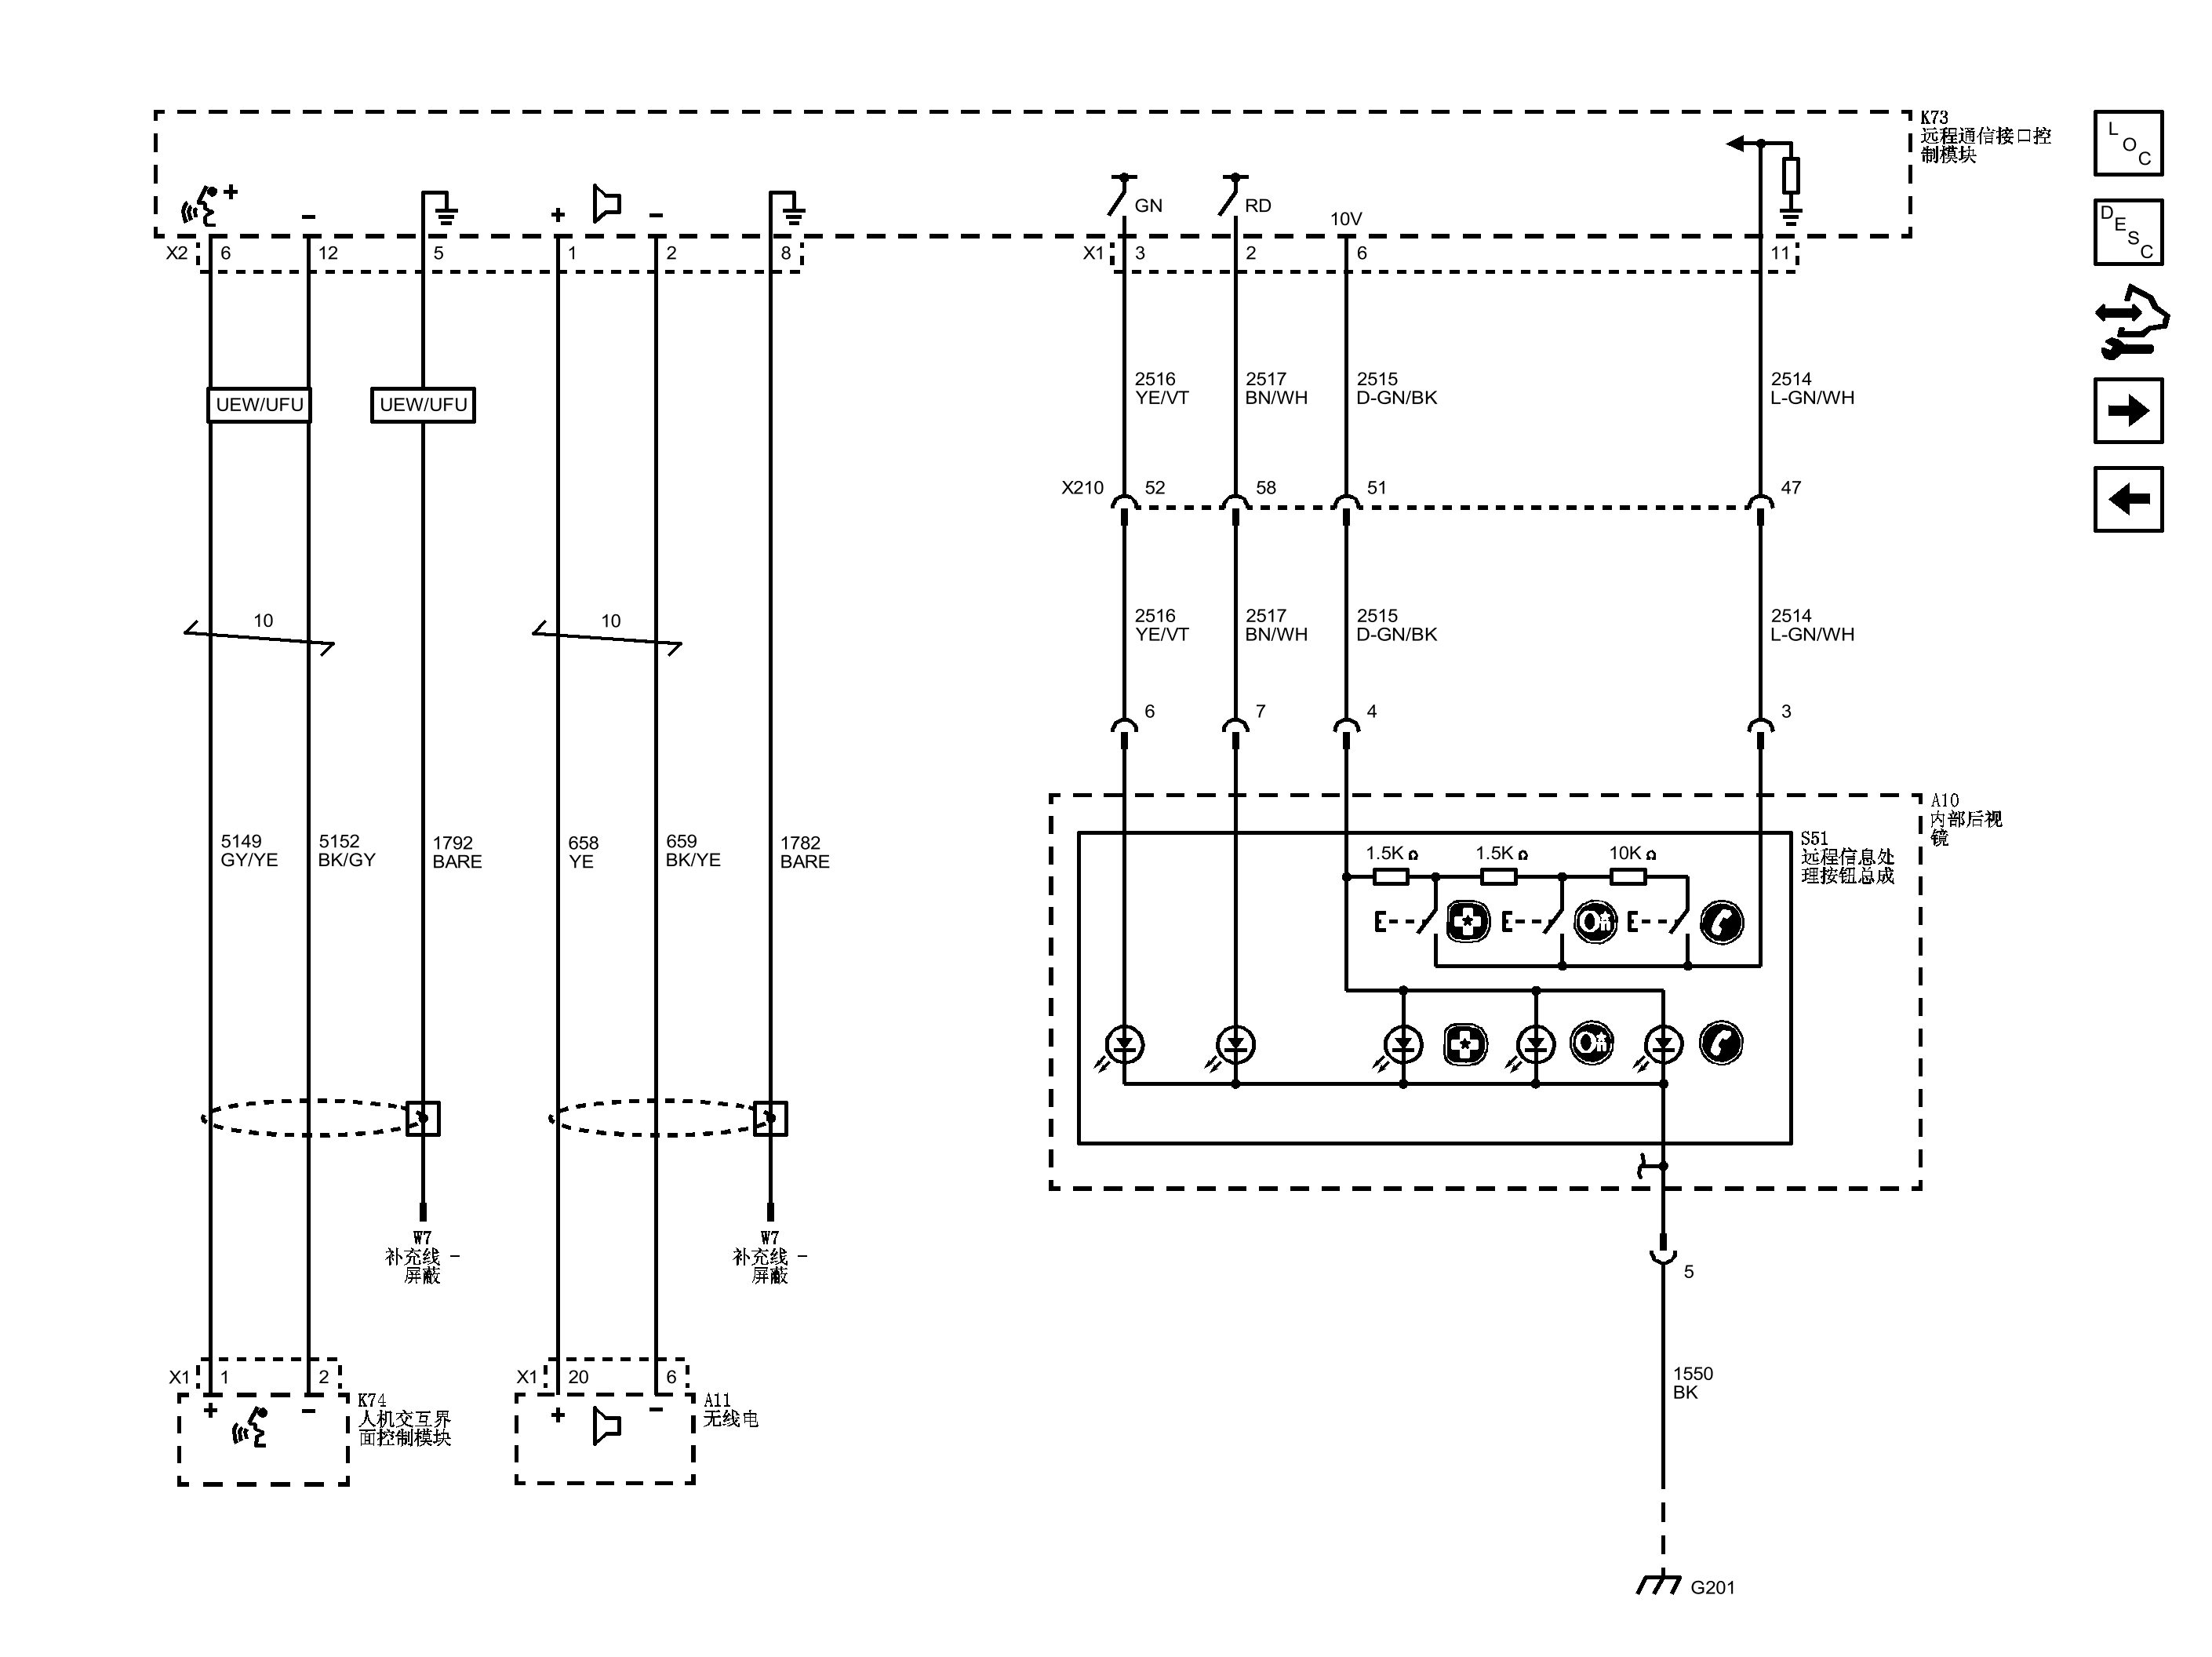 K73
远程通信接口控
制模块
L
O
C
D
E
S
C
+
−
+
−
GN
RD
10V
X2 6 12 5 1 2 8
X1 3 2 6 11
UEW/UFU
UEW/UFU
2516
YE/VT
2517
BN/WH
2515
D-GN/BK
2514
L-GN/WH
X210 52 58 51 47
10
10
2516
YE/VT
2517
BN/WH
2515
D-GN/BK
2514
L-GN/WH
6 7 4 3
A10
内部后视
镜
5149
GY/YE
5152
BK/GY
1792
BARE
658
YE
659
BK/YE
1782
BARE
S51
远程信息处
理按钮总成
1.5K Ω
1.5K Ω
10K Ω
W7
补充线 –
屏蔽
W7
补充线 –
屏蔽
5
X1 1 2
X1 20 6
K74
人机交互界
面控制模块
A11
无线电
+
−
+
−
1550
BK
G201